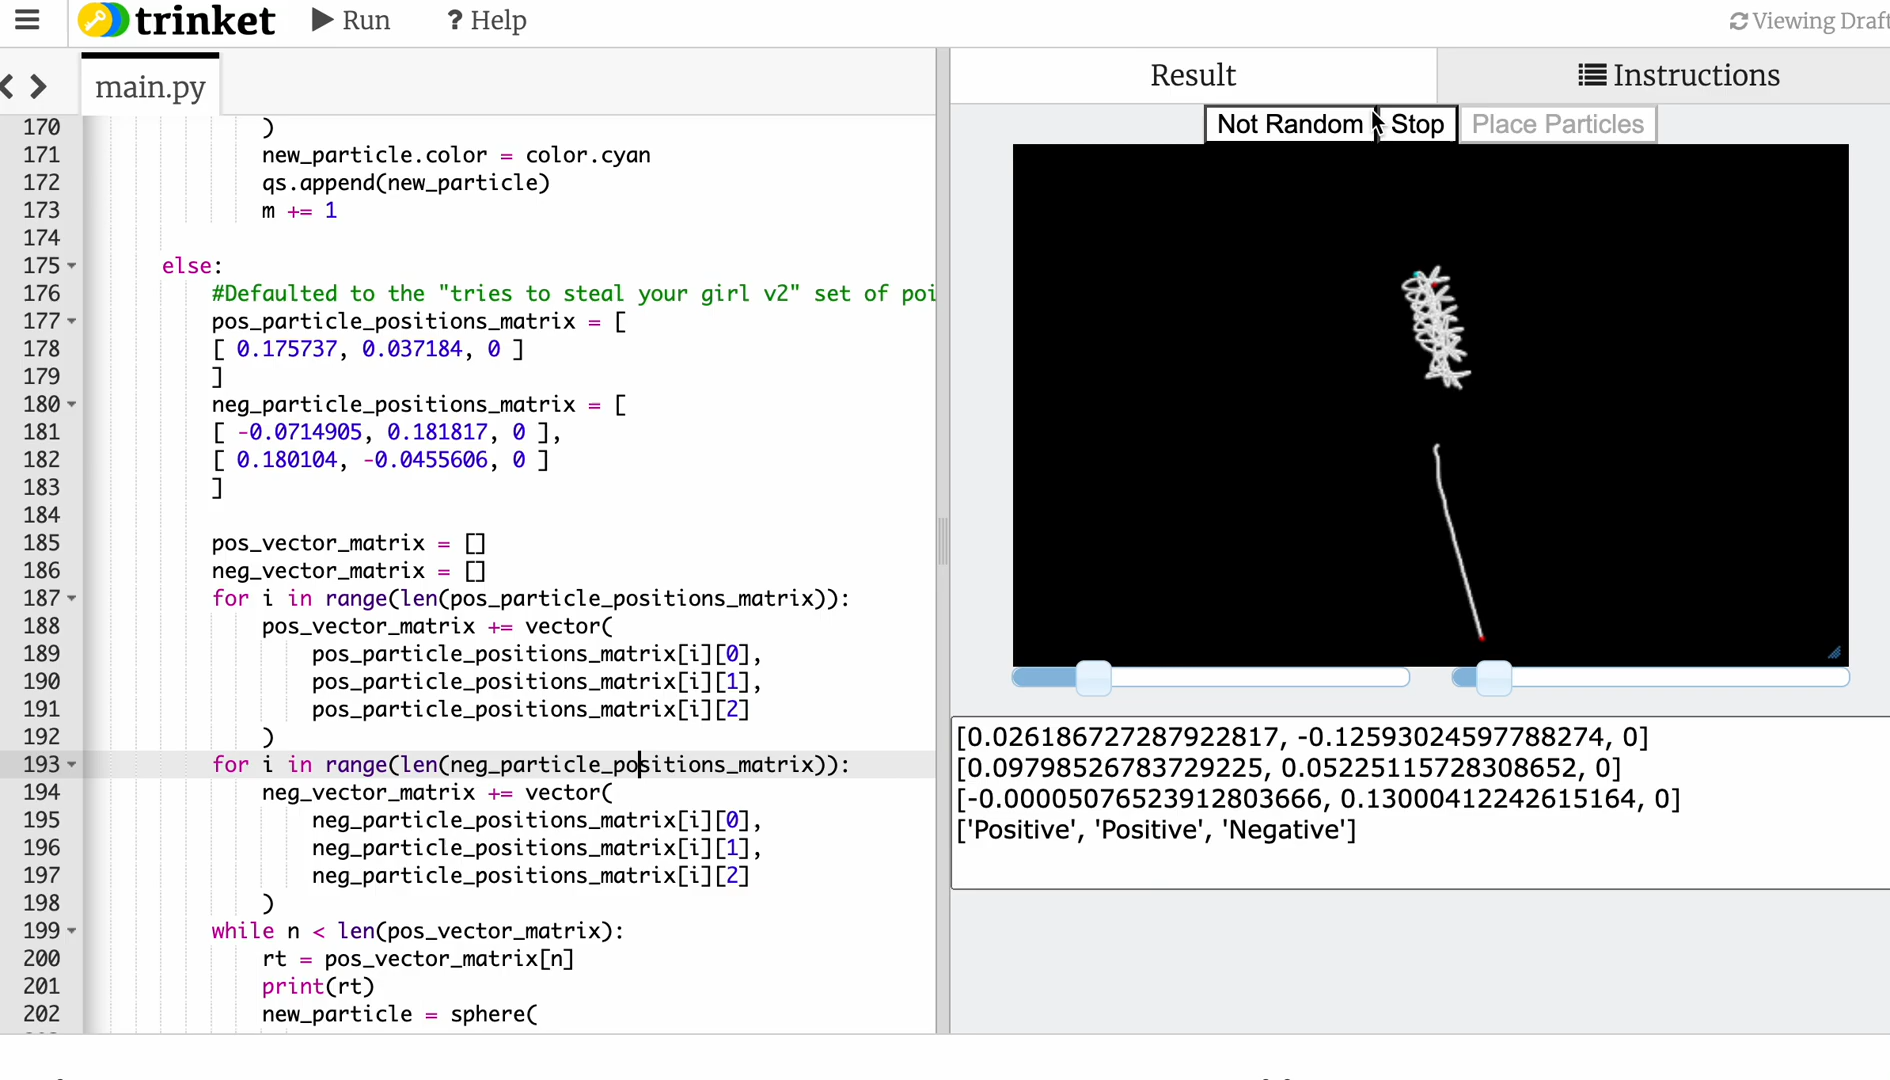 trinket
Run
? Help
Viewing Draft
main.py
Result
Instructions
Not Random
Stop
Place Particles
170 )
171 new_particle.color = color.cyan
172 qs.append(new_particle)
173 m += 1
174
175 else:
176 #Defaulted to the "tries to steal your girl v2" set of poi
177 pos_particle_positions_matrix = [
178 [ 0.175737, 0.037184, 0 ]
179 ]
180 neg_particle_positions_matrix = [
181 [ -0.0714905, 0.181817, 0 ],
182 [ 0.180104, -0.0455606, 0 ]
183 ]
184
185 pos_vector_matrix = []
186 neg_vector_matrix = []
187 for i in range(len(pos_particle_positions_matrix)):
188 pos_vector_matrix += vector(
189 pos_particle_positions_matrix[i][0],
190 pos_particle_positions_matrix[i][1],
191 pos_particle_positions_matrix[i][2]
192 )
193 for i in range(len(neg_particle_positions_matrix)):
194 neg_vector_matrix += vector(
195 neg_particle_positions_matrix[i][0],
196 neg_particle_positions_matrix[i][1],
197 neg_particle_positions_matrix[i][2]
198 )
199 while n < len(pos_vector_matrix):
200 rt = pos_vector_matrix[n]
201 print(rt)
202 new_particle = sphere(
[0.026186727287922817, -0.12593024597788274, 0]
[0.09798526783729225, 0.05225115728308652, 0]
[-0.00005076523912803666, 0.13000412242615164, 0]
['Positive', 'Positive', 'Negative']